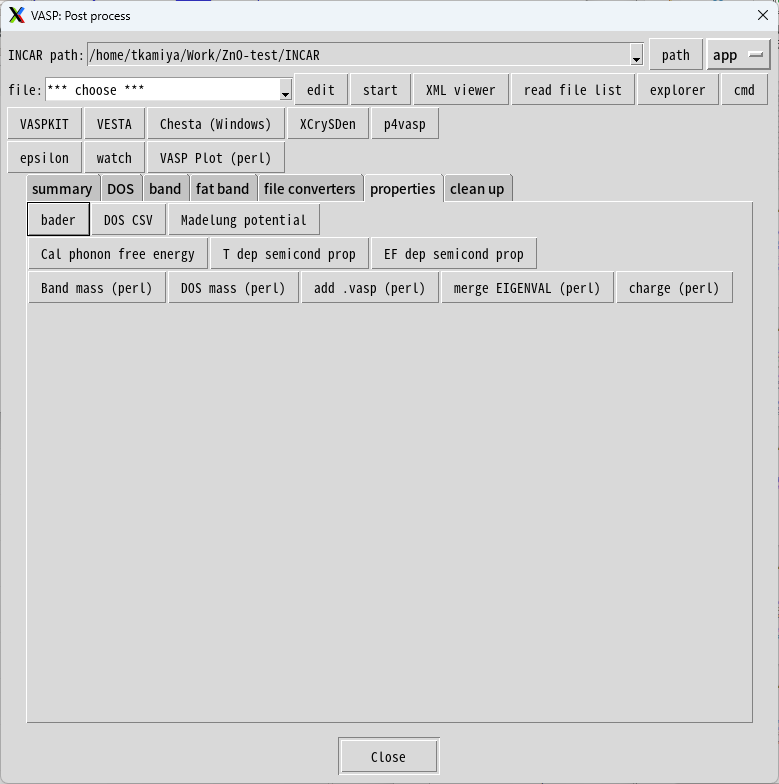 VASP: Post process
INCAR path: /home/tkamiya/Work/ZnO-test/INCAR path app
file: *** choose *** edit start XML viewer read file list explorer cmd
VASPKIT VESTA Chesta (Windows) XCrySDen p4vasp
epsilon watch VASP Plot (perl)
summary DOS band fat band file converters properties clean up
bader DOS CSV Madelung potential
Cal phonon free energy T dep semicond prop EF dep semicond prop
Band mass (perl) DOS mass (perl) add .vasp (perl) merge EIGENVAL (perl) charge (perl)
Close